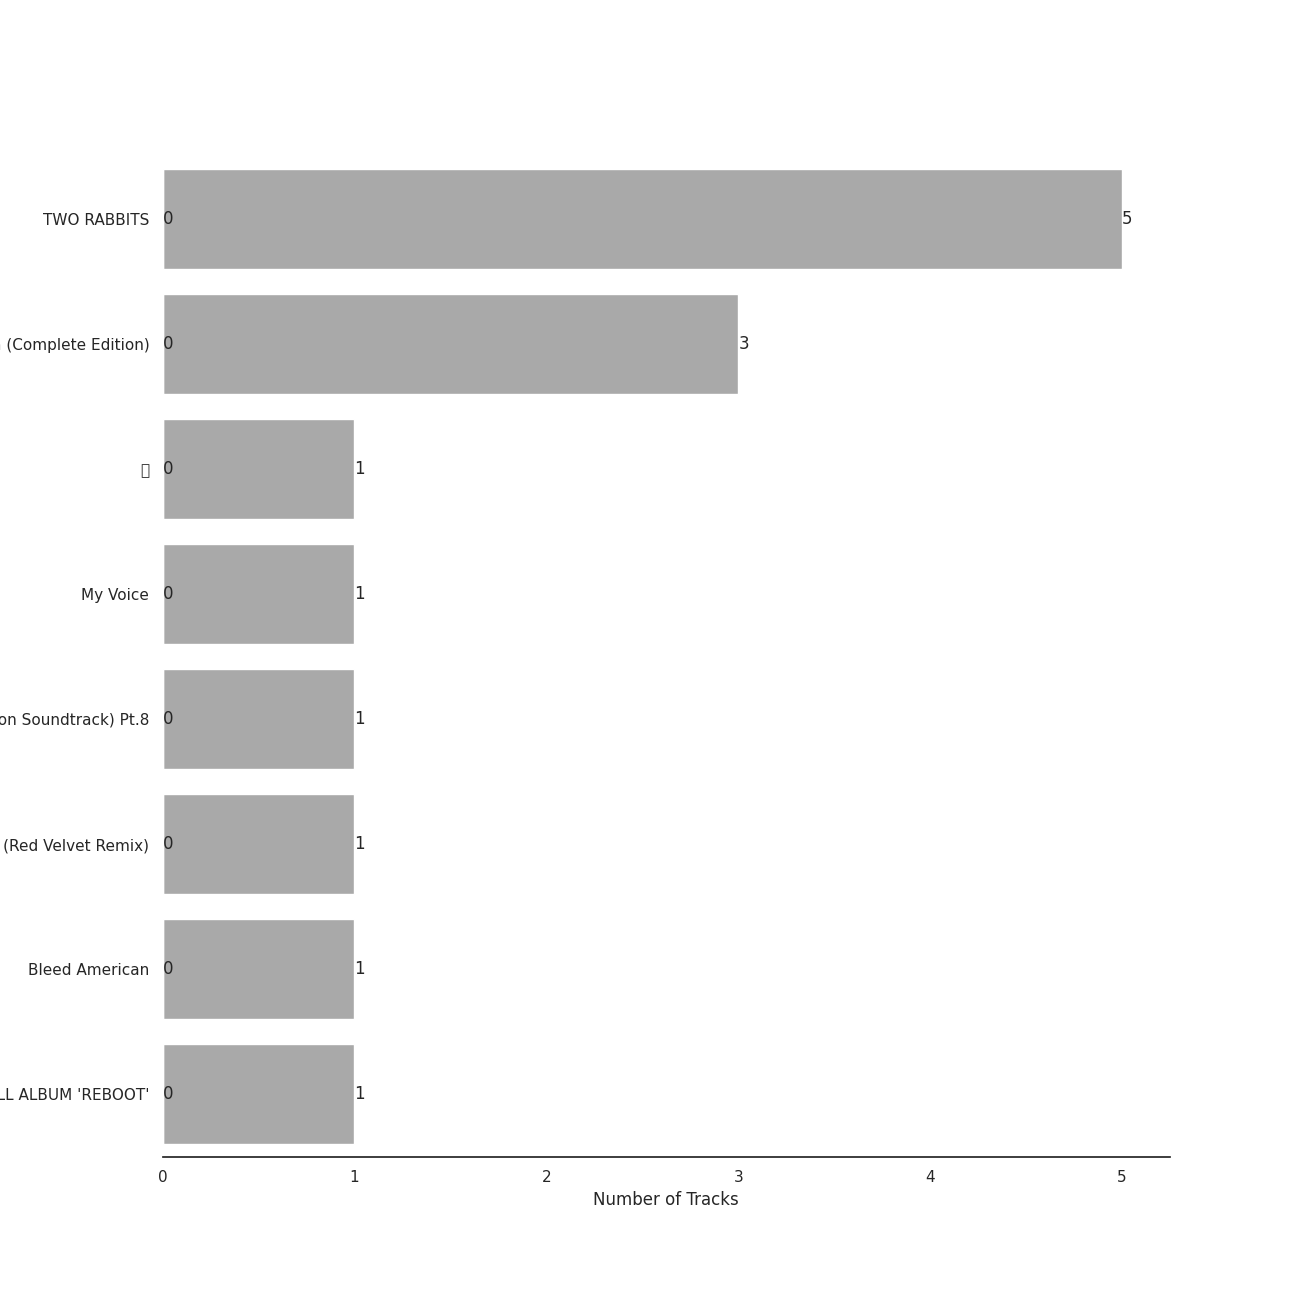 TWO RABBITS 0 5
(Complete Edition) 0 3
0 1
My Voice 0 1
on Soundtrack) Pt.8 0 1
(Red Velvet Remix) 0 1
Bleed American 0 1
ALBUM 'REBOOT' 0 1
0 1 2 3 4 5
Number of Tracks